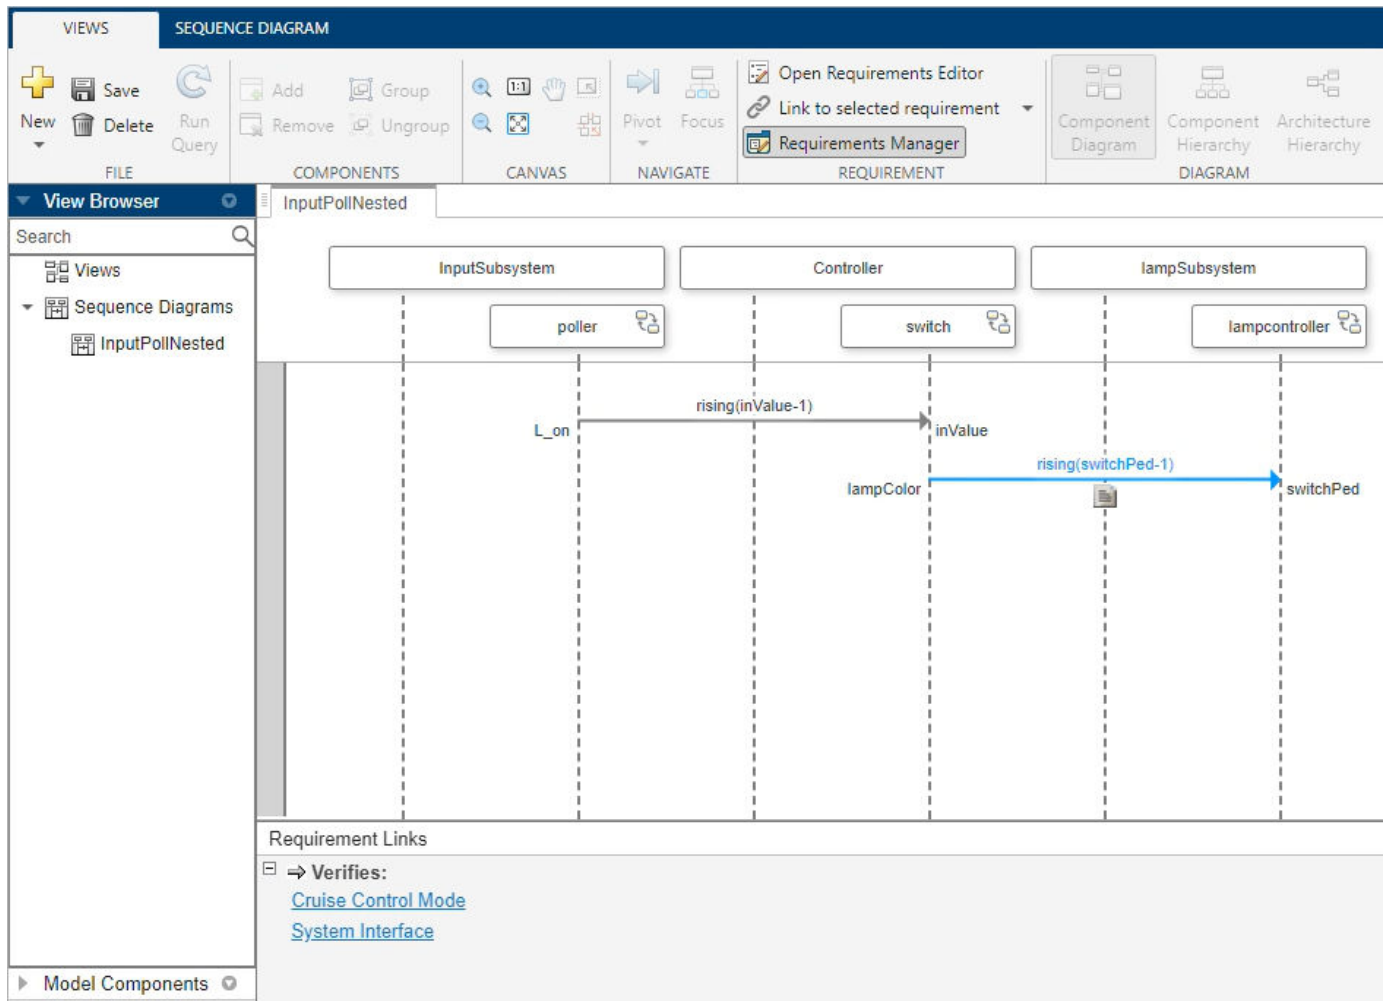 VIEWS SEQUENCE DIAGRAM
New
Save
Delete
Run
Query
FILE
Add
Remove
Group
Ungroup
COMPONENTS
1:1
CANVAS
Pivot
Focus
NAVIGATE
Open Requirements Editor
Link to selected requirement
Requirements Manager
REQUIREMENT
Component
Diagram
Component
Hierarchy
Architecture
Hierarchy
DIAGRAM
View Browser
Search
Views
Sequence Diagrams
InputPollNested
Model Components
InputPollNested
InputSubsystem
Controller
lampSubsystem
poller
switch
lampcontroller
rising(inValue-1)
L_on
inValue
rising(switchPed-1)
lampColor
switchPed
Requirement Links
Verifies:
Cruise Control Mode
System Interface